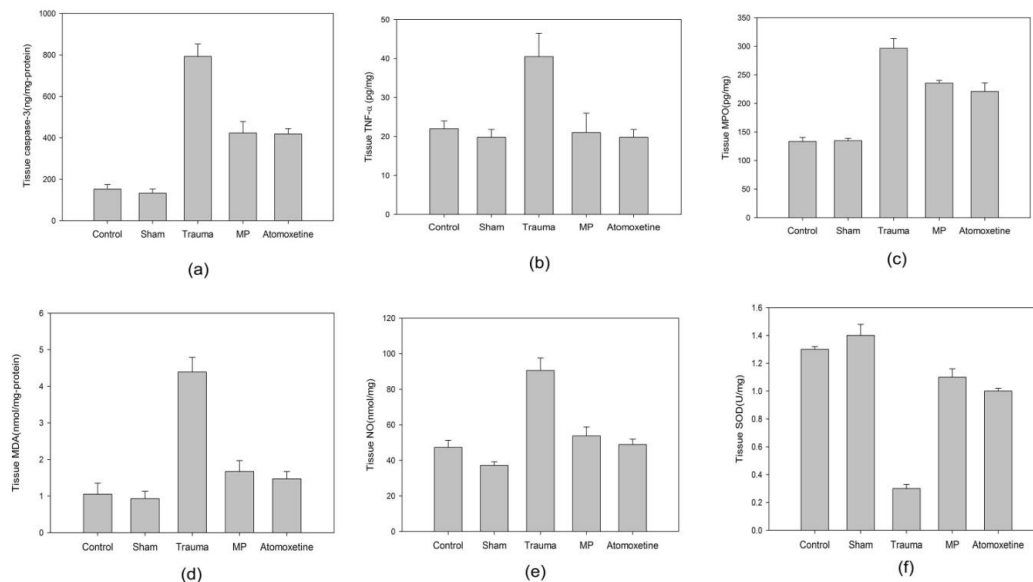 Tissue caspase-3(ng/mg-protein)
1000
800
600
400
200
0
Control Sham Trauma MP Atomoxetine
(a)
Tissue TNF-α (pg/mg)
50
40
30
20
10
0
Control Sham Trauma MP Atomoxetine
(b)
Tissue MPO(pg/mg)
350
300
250
200
150
100
50
0
Control Sham Trauma MP Atomoxetine
(c)
Tissue MDA(nmol/mg-protein)
6
5
4
3
2
1
0
Control Sham Trauma MP Atomoxetine
(d)
Tissue NO(nmol/mg)
120
100
80
60
40
20
0
Control Sham Trauma MP Atomoxetine
(e)
Tissue SOD(U/mg)
1.6
1.4
1.2
1.0
0.8
0.6
0.4
0.2
0.0
Control Sham Trauma MP Atomoxetine
(f)